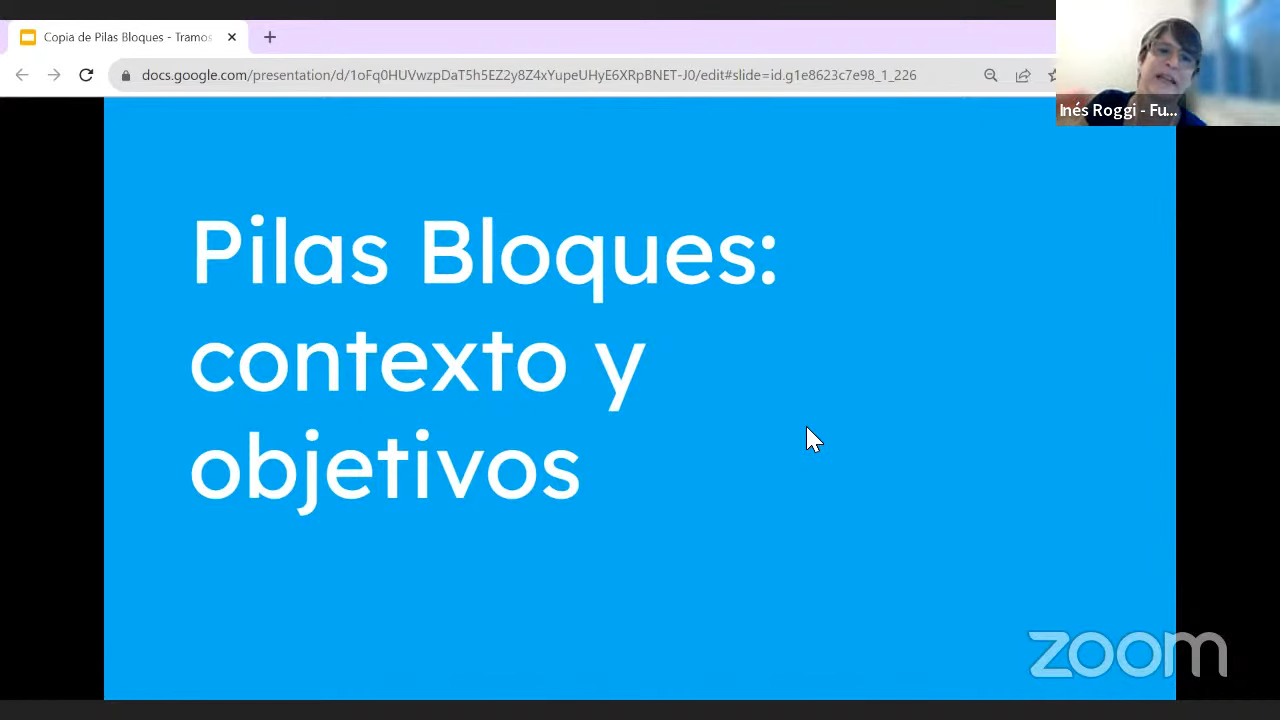 Copia de Pilas Bloques - Tramos
docs.google.com/presentation/d/1oFq0HUVwzpDaT5h5EZ2y8Z4xYupeUHyE6XRpBNET-J0/edit#slide=id.g1e8623c7e98_1_226
Inés Roggi - Fu...
Pilas Bloques:
contexto y
objetivos
zoom